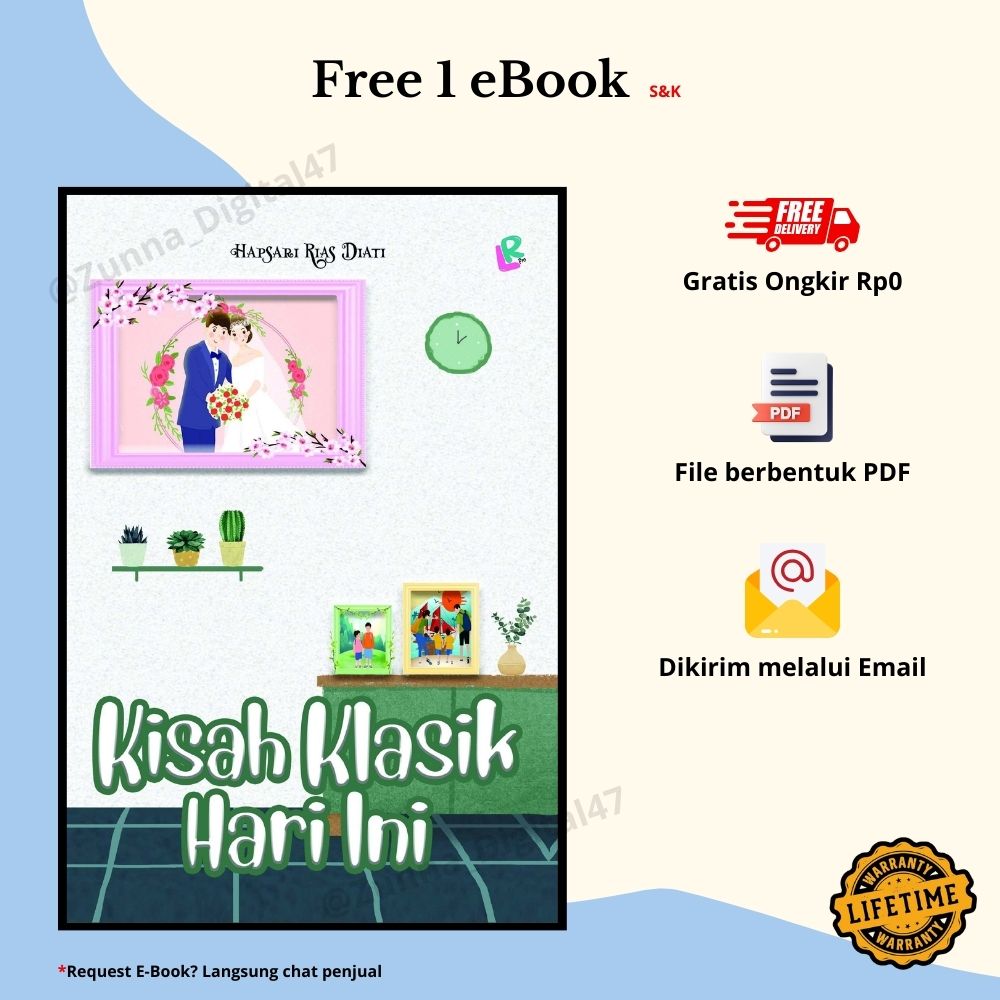 Free 1 eBook S&K
@Zunna_Digital47
HAPSARI RIAS DIATI
LR
FREE
DELIVERY
Gratis Ongkir Rp0
PDF
File berbentuk PDF
@
Dikirim melalui Email
Kisah Klasik
Hari Ini
@Zunna_Digital47
WARRANTY
LIFETIME
WARRANTY
*Request E-Book? Langsung chat penjual